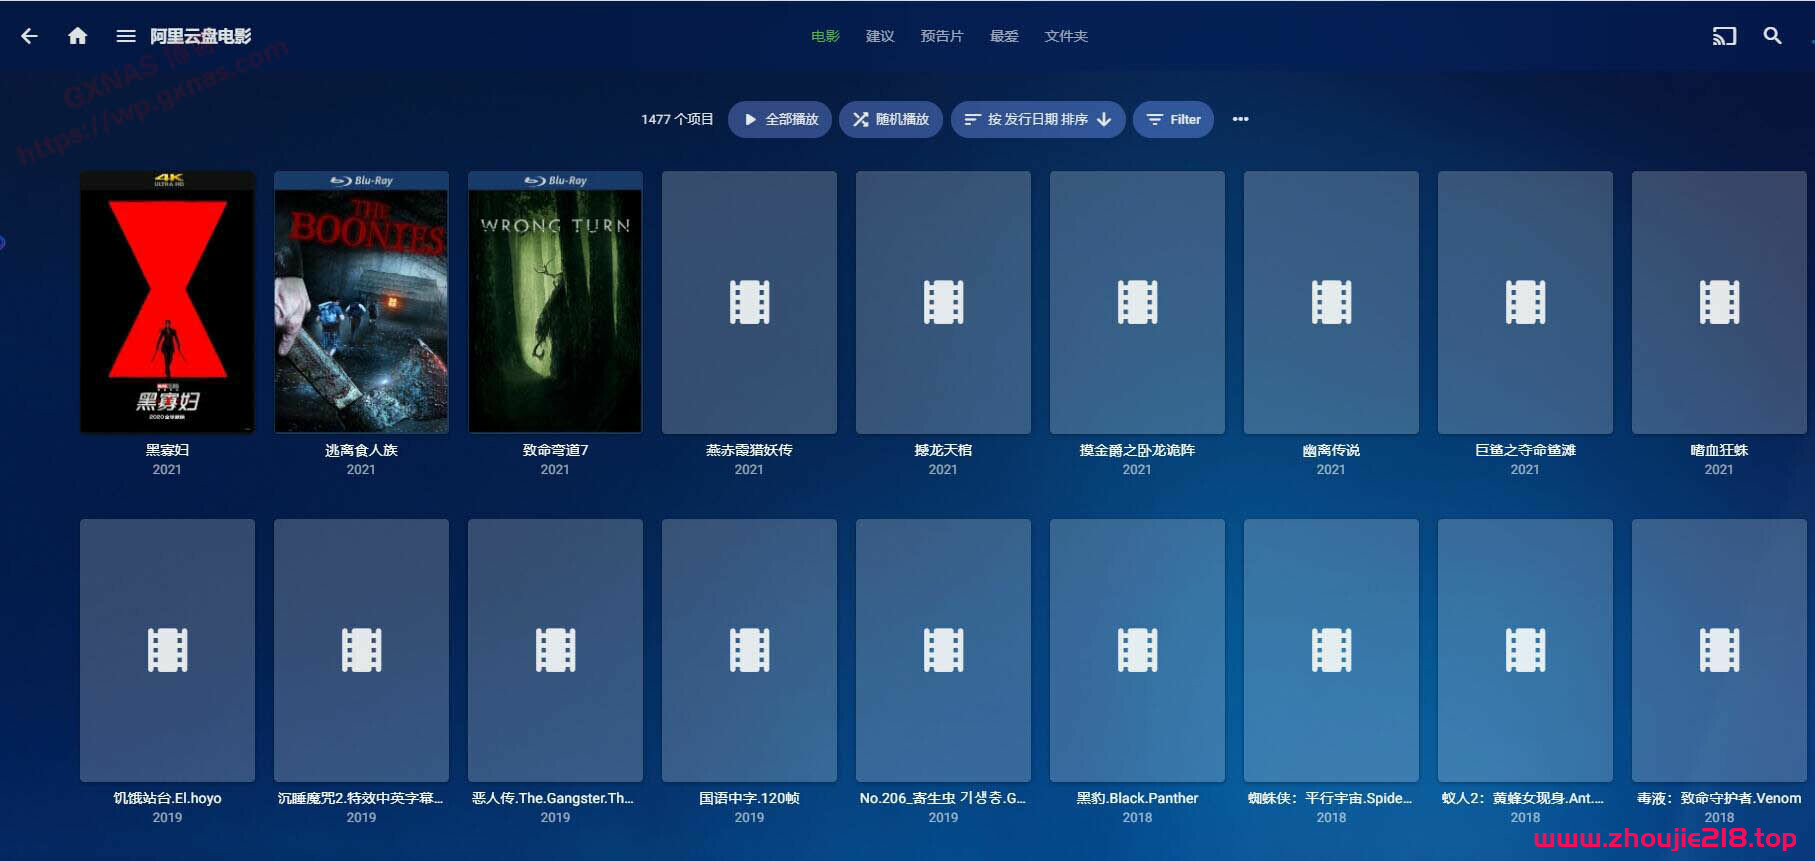 阿里云盘电影
电影 建议 预告片 最爱 文件夹
GXNAS
https://wp.gxnas.com
1477 个项目 全部播放 随机播放 按 发行日期 排序 Filter
4K
ULTRA HD
Blu-Ray
Blu-Ray
THE
BOONIES
WRONG TURN
黑寡妇
黑寡妇 逃离食人族 致命弯道7 燕赤霞猎妖传 撼龙天棺 摸金爵之卧龙诡阵 幽离传说 巨鲨之夺命鲨滩 嗜血狂蛛
2021 2021 2021 2021 2021 2021 2021 2021 2021
饥饿站台.El.hoyo 沉睡魔咒2.特效中英字幕... 恶人传.The.Gangster.Th... 国语中字.120帧 No.206_寄生虫 기생충.G... 黑豹.Black.Panther 蜘蛛侠：平行宇宙.Spide... 蚁人2：黄蜂女现身.Ant.... 毒液：致命守护者.Venom
2019 2019 2019 2019 2019 2018 2018 2018 2018
www.zhoujie218.top